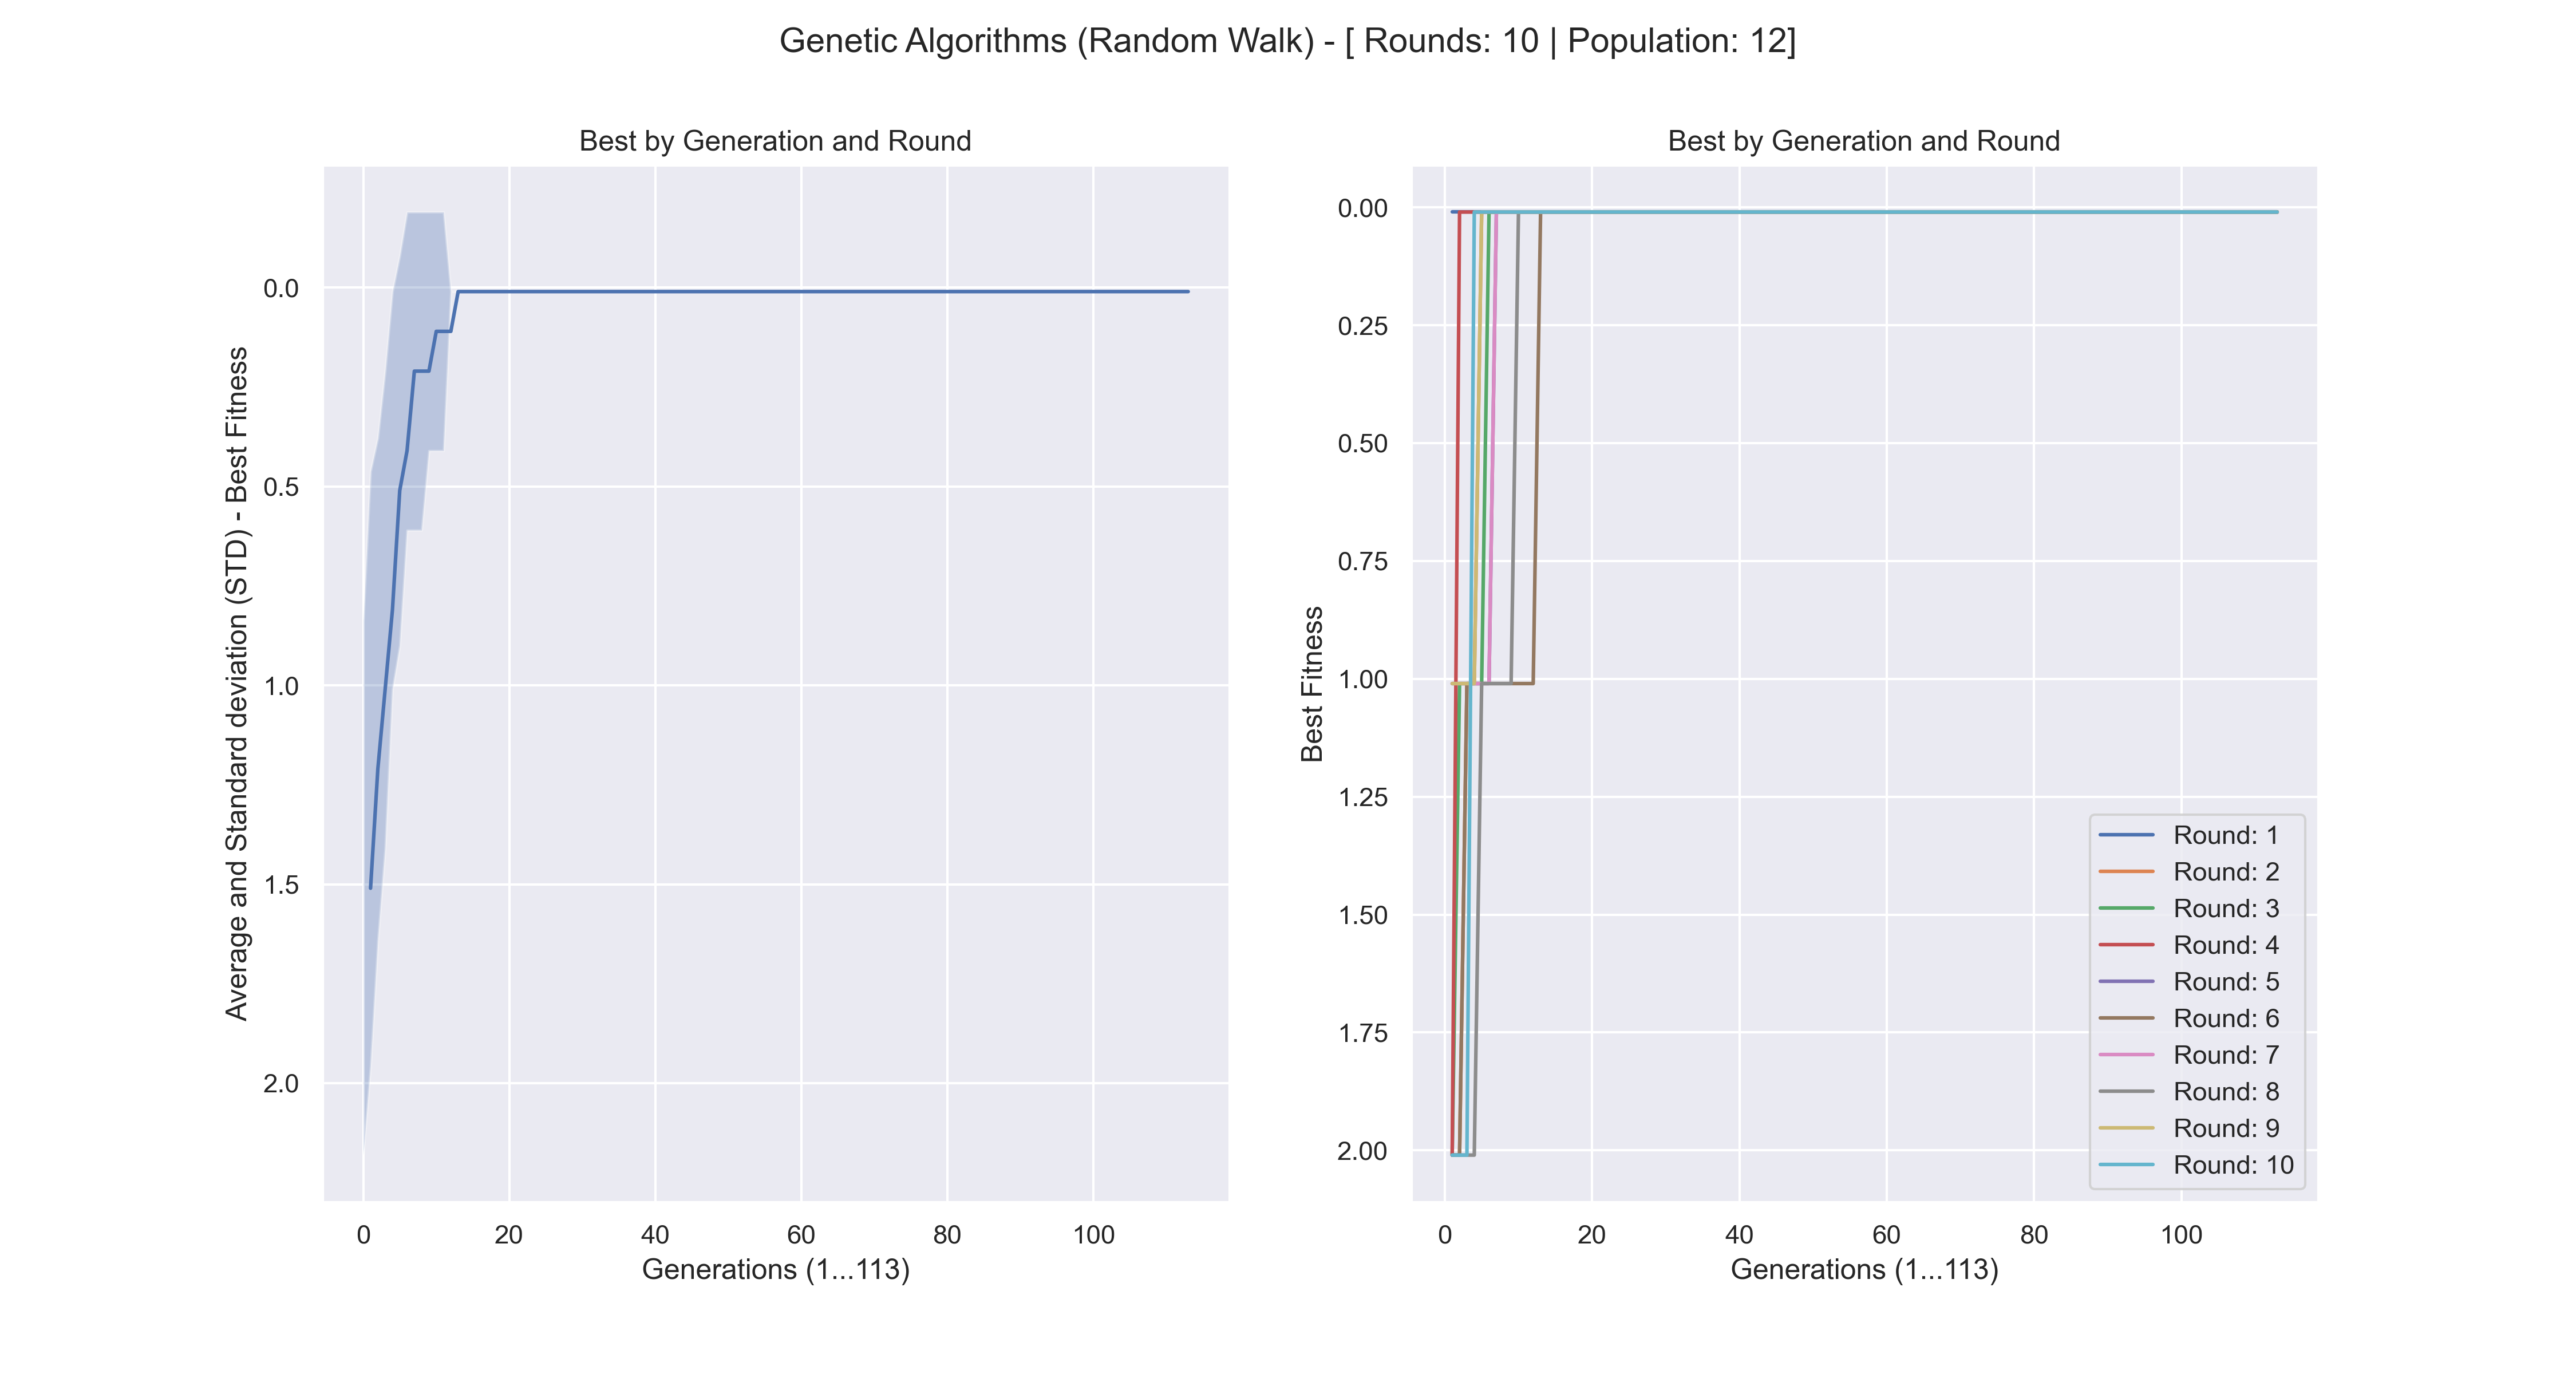 Genetic Algorithms (Random Walk) - [ Rounds: 10 | Population: 12]
Best by Generation and Round
Average and Standard deviation (STD) - Best Fitness
0.0
0.5
1.0
1.5
2.0
0 20 40 60 80 100
Generations (1...113)
Best by Generation and Round
Best Fitness
0.00
0.25
0.50
0.75
1.00
1.25
1.50
1.75
2.00
Round: 1
Round: 2
Round: 3
Round: 4
Round: 5
Round: 6
Round: 7
Round: 8
Round: 9
Round: 10
0 20 40 60 80 100
Generations (1...113)